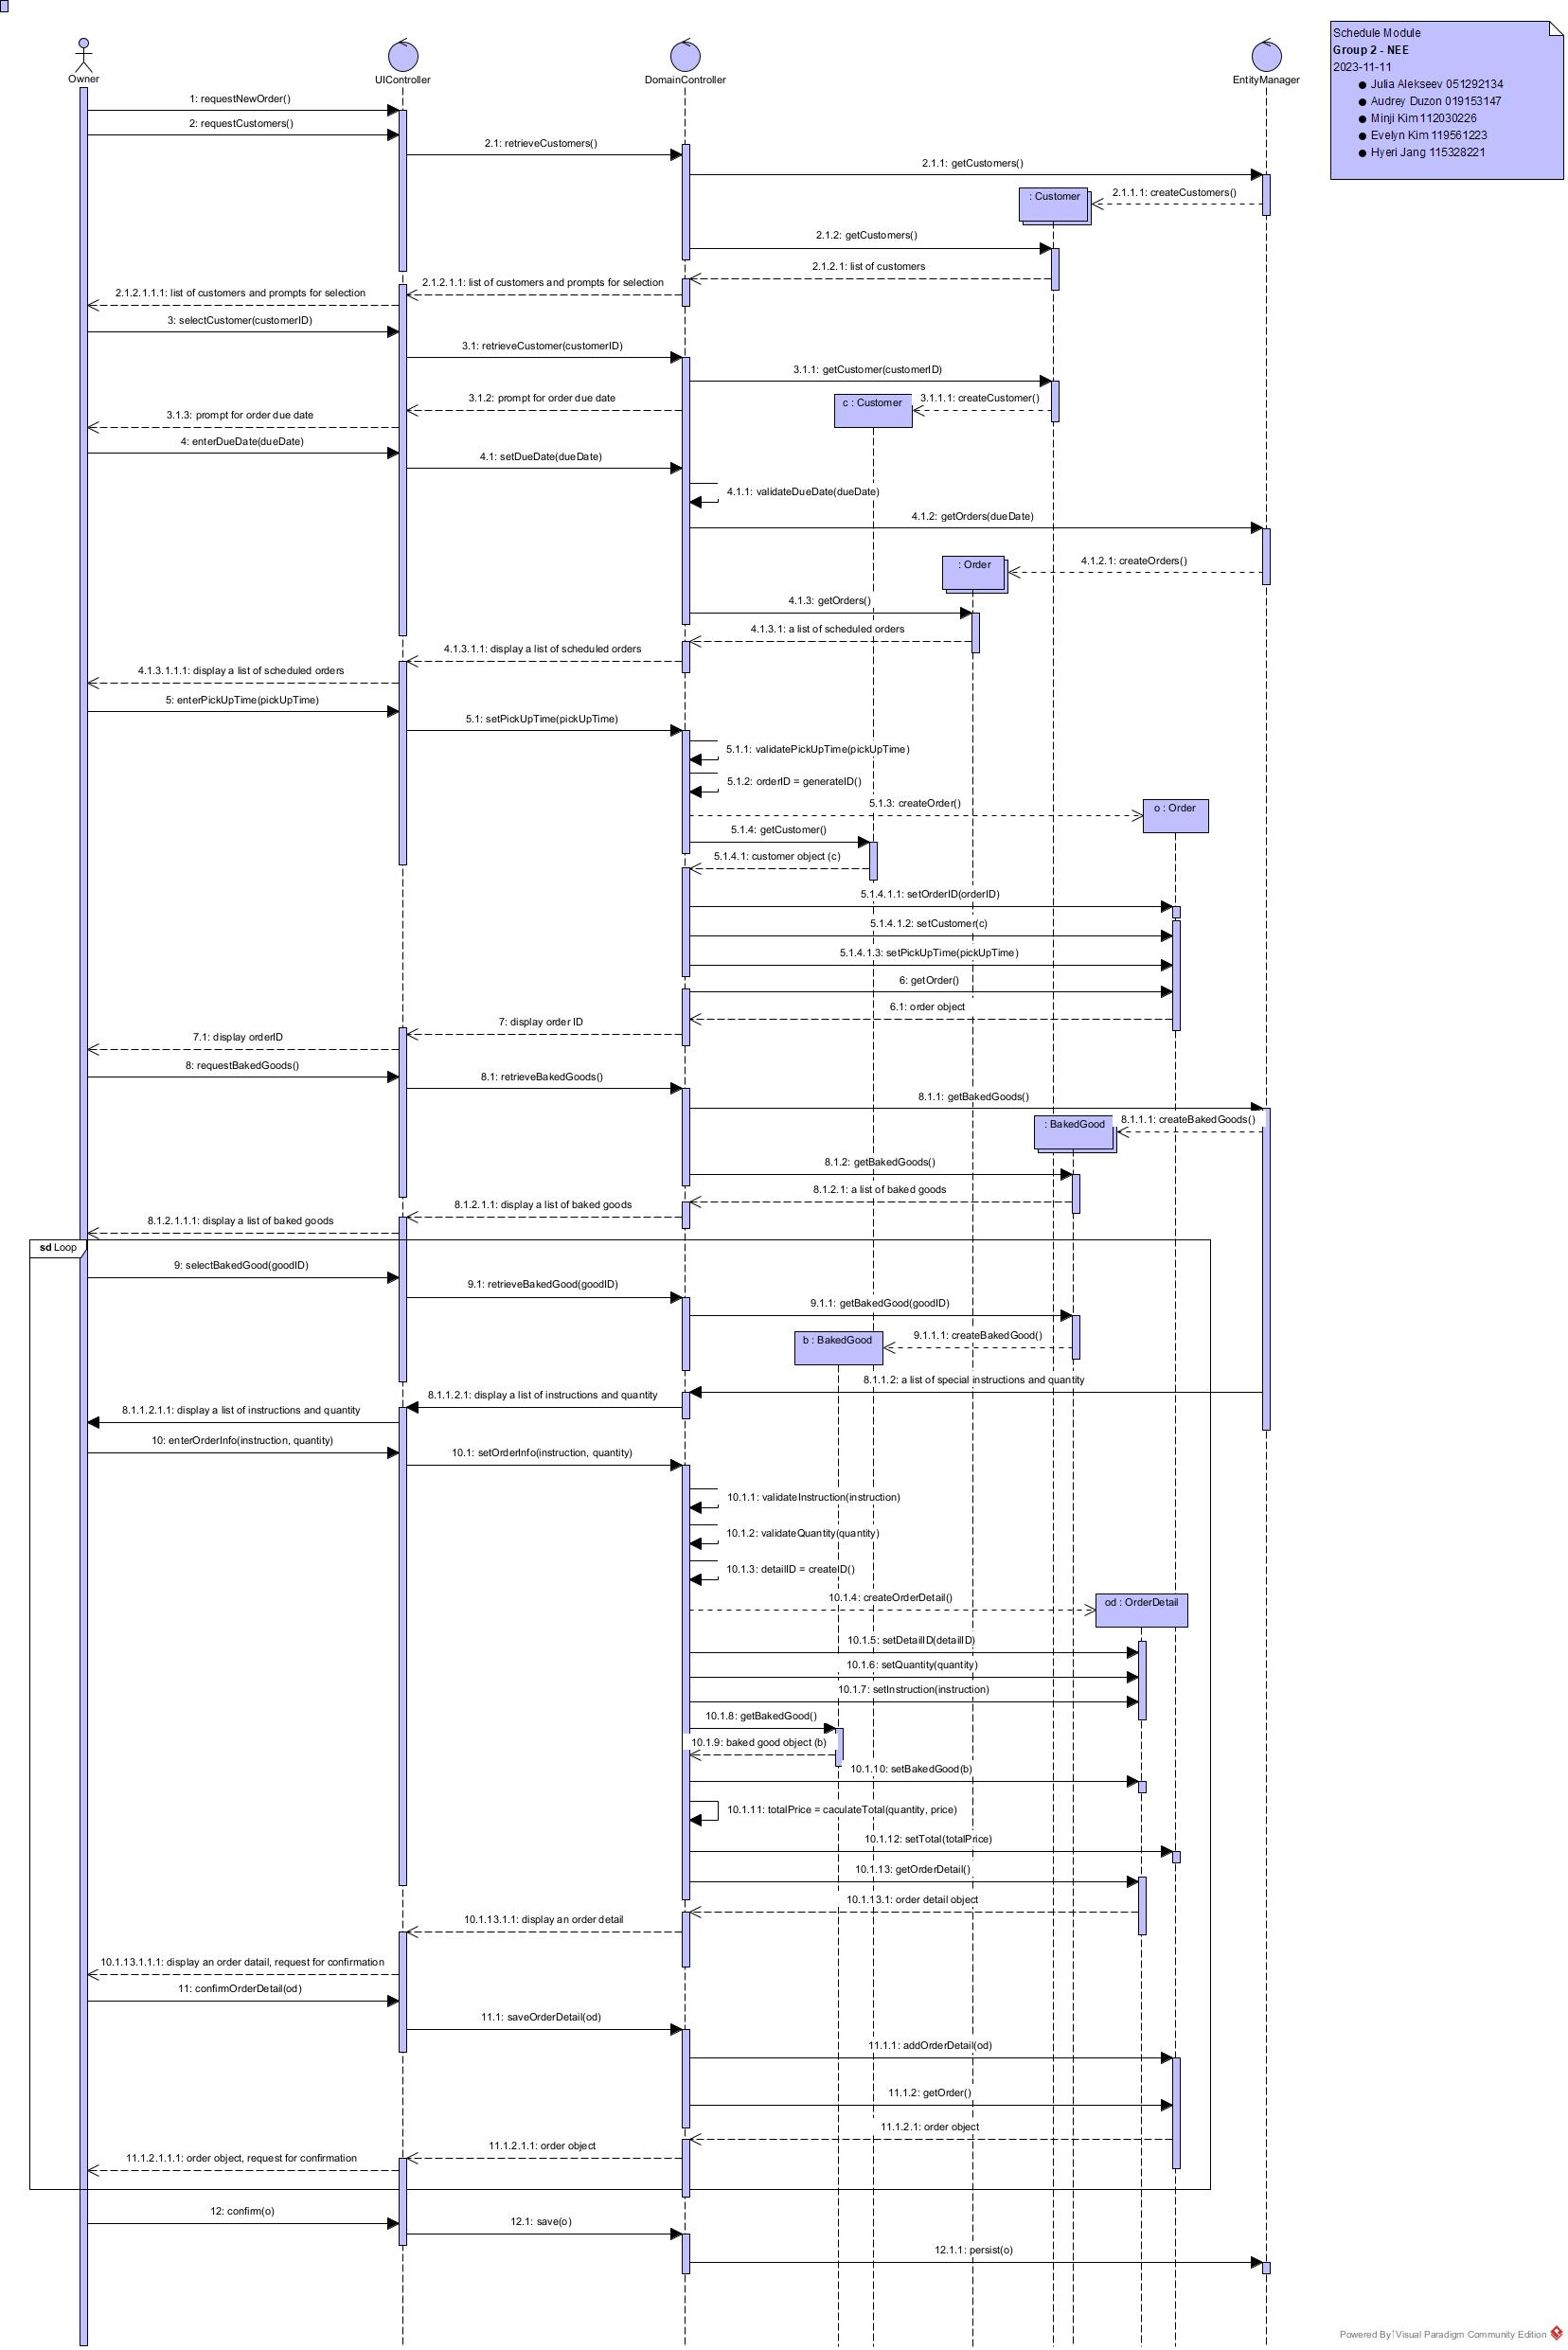 Schedule Module
Group 2 - NEE
2023-11-11
● Julia Alekseev 051292134
● Audrey Duzon 019153147
● Minji Kim 112030226
● Evelyn Kim 119561223
● Hyeri Jang 115328221
Owner
UIController
DomainController
EntityManager
1: requestNewOrder()
2: requestCustomers()
2.1: retrieveCustomers()
2.1.1: getCustomers()
2.1.1.1: createCustomers()
: Customer
2.1.2: getCustomers()
2.1.2.1: list of customers
2.1.2.1.1: list of customers and prompts for selection
2.1.2.1.1.1: list of customers and prompts for selection
3: selectCustomer(customerID)
3.1: retrieveCustomer(customerID)
3.1.1: getCustomer(customerID)
3.1.1.1: createCustomer()
c : Customer
3.1.2: prompt for order due date
3.1.3: prompt for order due date
4: enterDueDate(dueDate)
4.1: setDueDate(dueDate)
4.1.1: validateDueDate(dueDate)
4.1.2: getOrders(dueDate)
4.1.2.1: createOrders()
: Order
4.1.3: getOrders()
4.1.3.1: a list of scheduled orders
4.1.3.1.1: display a list of scheduled orders
4.1.3.1.1.1: display a list of scheduled orders
5: enterPickUpTime(pickUpTime)
5.1: setPickUpTime(pickUpTime)
5.1.1: validatePickUpTime(pickUpTime)
5.1.2: orderID = generateID()
5.1.3: createOrder()
o : Order
5.1.4: getCustomer()
5.1.4.1: customer object (c)
5.1.4.1.1: setOrderID(orderID)
5.1.4.1.2: setCustomer(c)
5.1.4.1.3: setPickUpTime(pickUpTime)
6: getOrder()
6.1: order object
7: display order ID
7.1: display orderID
8: requestBakedGoods()
8.1: retrieveBakedGoods()
8.1.1: getBakedGoods()
8.1.1.1: createBakedGoods()
: BakedGood
8.1.2: getBakedGoods()
8.1.2.1: a list of baked goods
8.1.2.1.1: display a list of baked goods
8.1.2.1.1.1: display a list of baked goods
sd Loop
9: selectBakedGood(goodID)
9.1: retrieveBakedGood(goodID)
9.1.1: getBakedGood(goodID)
9.1.1.1: createBakedGood()
b : BakedGood
8.1.1.2: a list of special instructions and quantity
8.1.1.2.1: display a list of instructions and quantity
8.1.1.2.1.1: display a list of instructions and quantity
10: enterOrderInfo(instruction, quantity)
10.1: setOrderInfo(instruction, quantity)
10.1.1: validateInstruction(instruction)
10.1.2: validateQuantity(quantity)
10.1.3: detailID = createID()
10.1.4: createOrderDetail()
od : OrderDetail
10.1.5: setDetailID(detailID)
10.1.6: setQuantity(quantity)
10.1.7: setInstruction(instruction)
10.1.8: getBakedGood()
10.1.9: baked good object (b)
10.1.10: setBakedGood(b)
10.1.11: totalPrice = caculateTotal(quantity, price)
10.1.12: setTotal(totalPrice)
10.1.13: getOrderDetail()
10.1.13.1: order detail object
10.1.13.1.1: display an order detail
10.1.13.1.1.1: display an order datail, request for confirmation
11: confirmOrderDetail(od)
11.1: saveOrderDetail(od)
11.1.1: addOrderDetail(od)
11.1.2: getOrder()
11.1.2.1: order object
11.1.2.1.1: order object
11.1.2.1.1.1: order object, request for confirmation
12: confirm(o)
12.1: save(o)
12.1.1: persist(o)
Powered By Visual Paradigm Community Edition